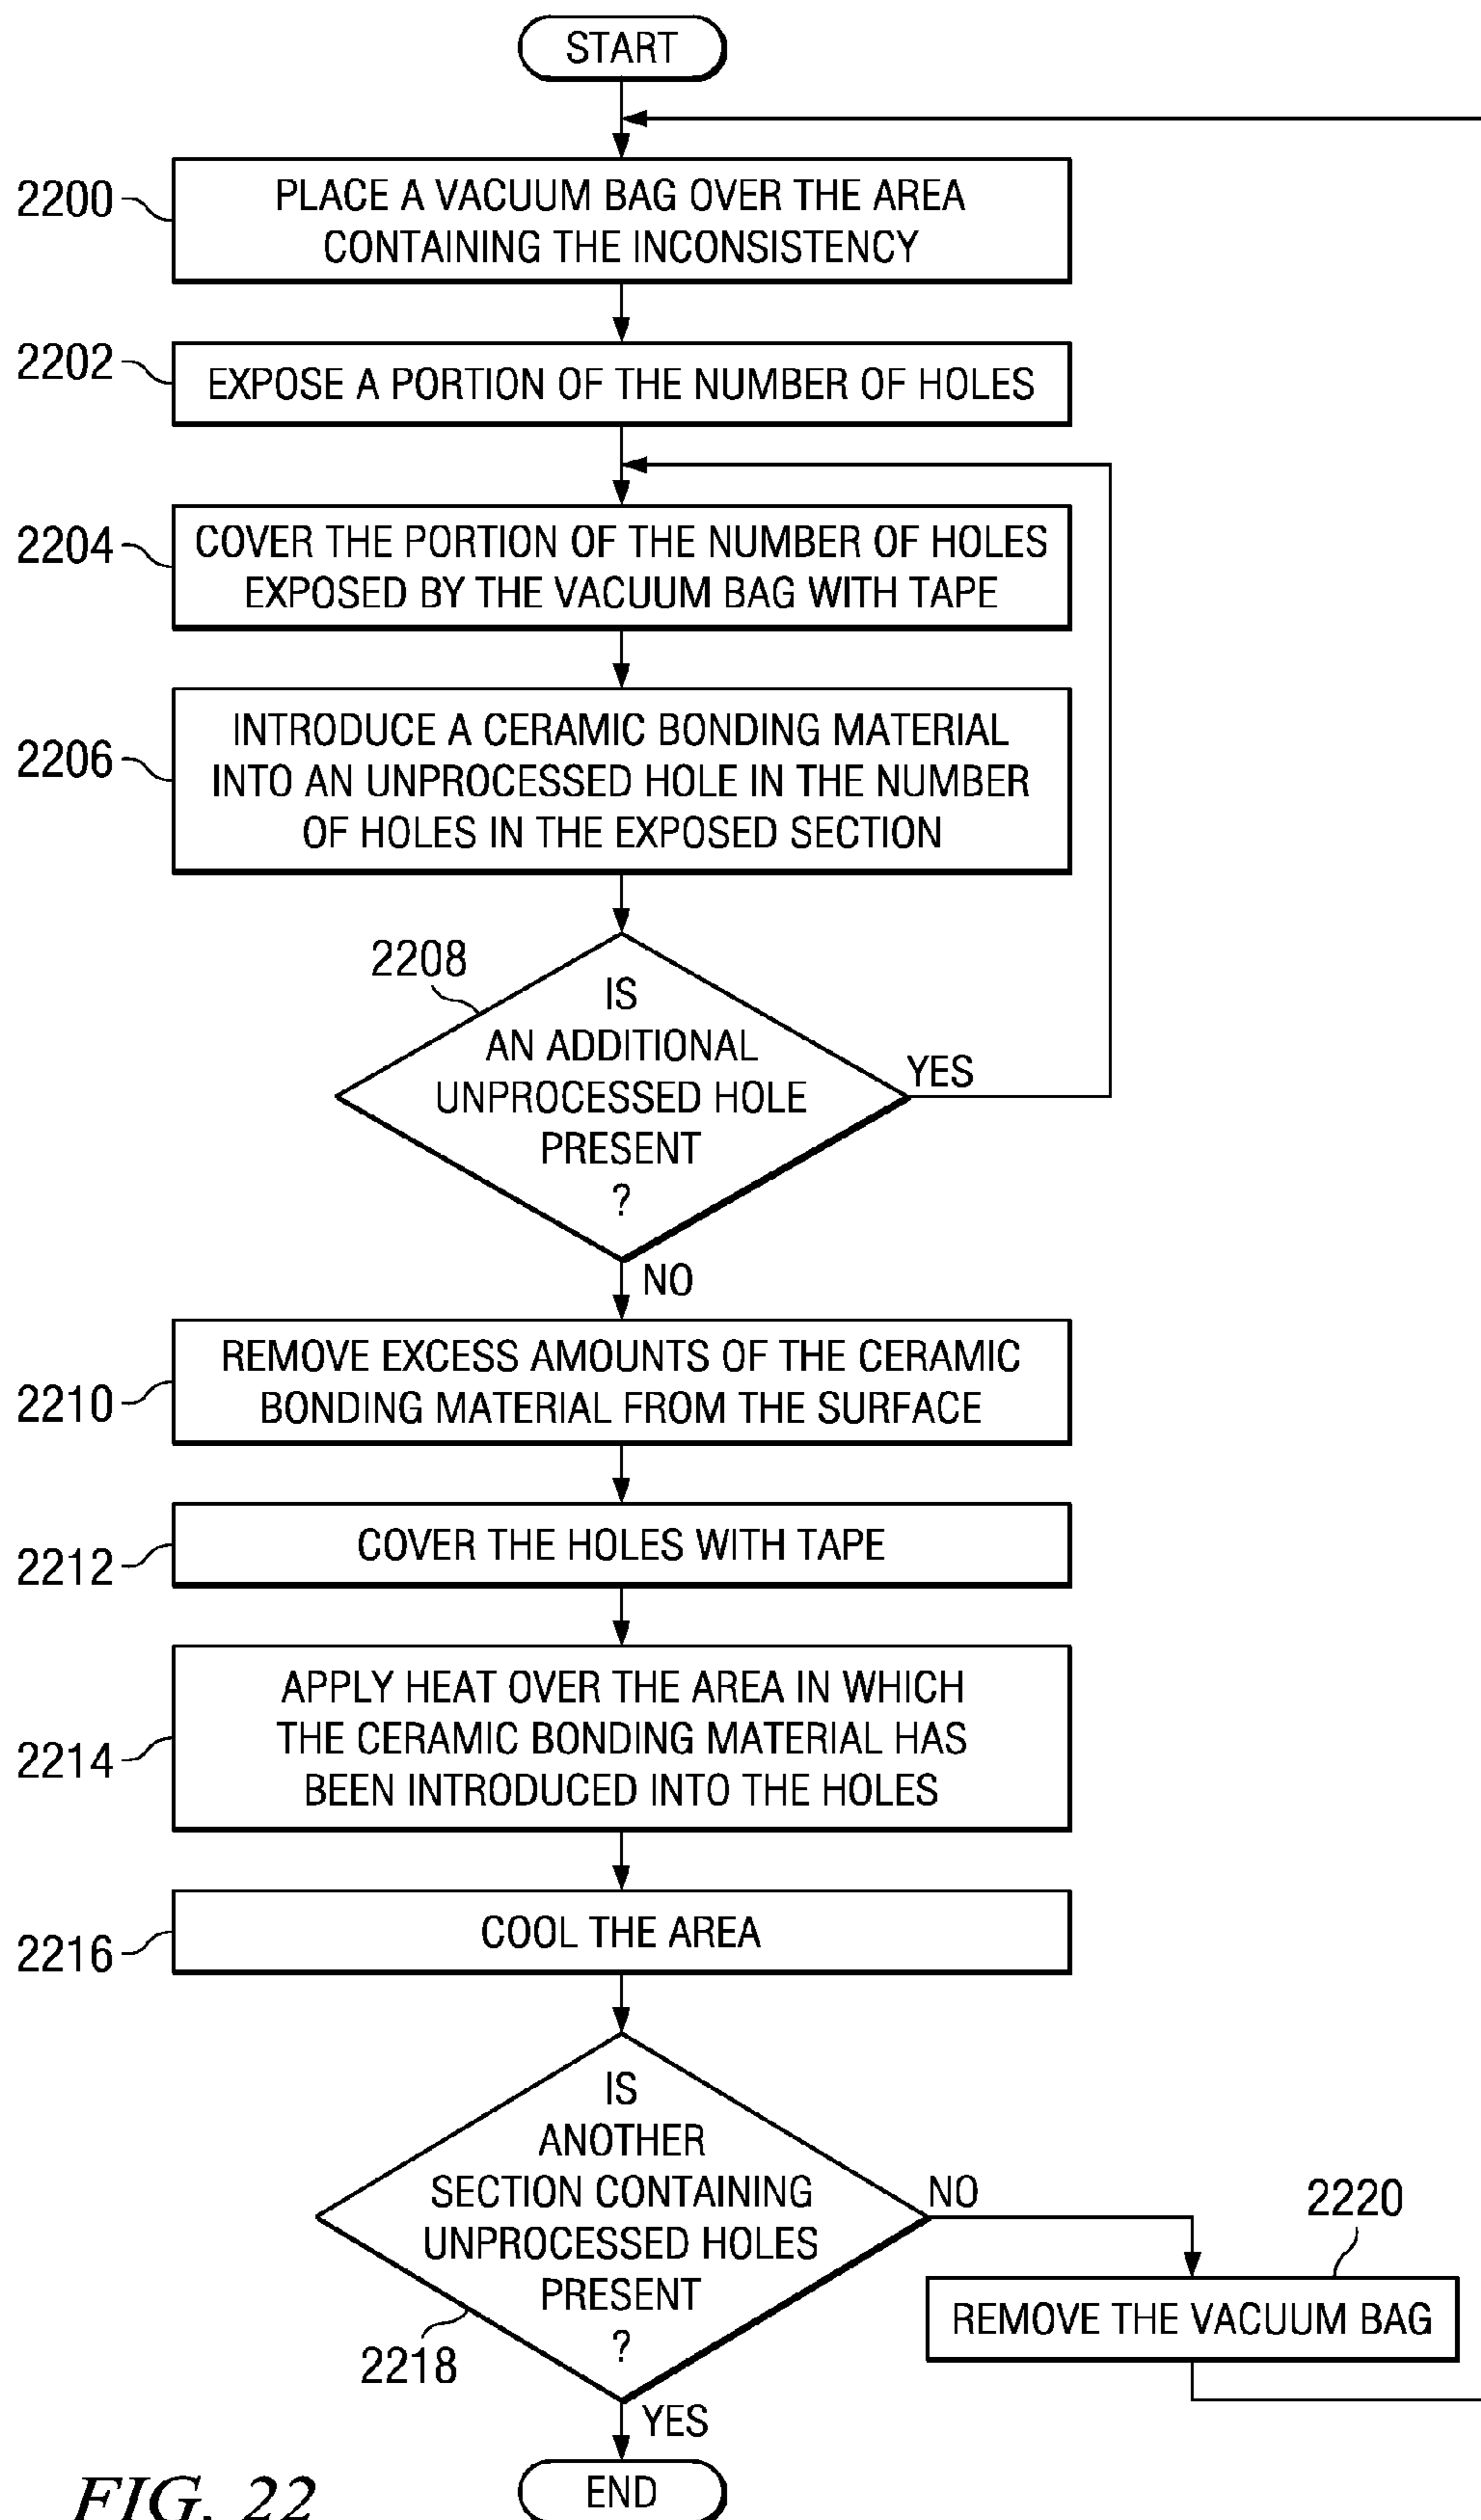 START
2200
PLACE A VACUUM BAG OVER THE AREA
CONTAINING THE INCONSISTENCY
2202
EXPOSE A PORTION OF THE NUMBER OF HOLES
2204
COVER THE PORTION OF THE NUMBER OF HOLES
EXPOSED BY THE VACUUM BAG WITH TAPE
2206
INTRODUCE A CERAMIC BONDING MATERIAL
INTO AN UNPROCESSED HOLE IN THE NUMBER
OF HOLES IN THE EXPOSED SECTION
2208
IS
AN ADDITIONAL
UNPROCESSED HOLE
PRESENT
?
YES
NO
2210
REMOVE EXCESS AMOUNTS OF THE CERAMIC
BONDING MATERIAL FROM THE SURFACE
2212
COVER THE HOLES WITH TAPE
2214
APPLY HEAT OVER THE AREA IN WHICH
THE CERAMIC BONDING MATERIAL HAS
BEEN INTRODUCED INTO THE HOLES
2216
COOL THE AREA
IS
ANOTHER
SECTION CONTAINING
UNPROCESSED HOLES
PRESENT
?
2218
NO
2220
REMOVE THE VACUUM BAG
YES
END
FIG. 22